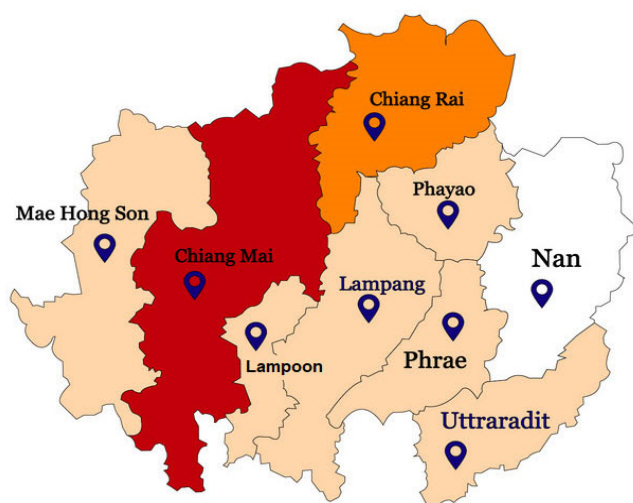 Chiang Rai
Phayao
Mae Hong Son
Chiang Mai
Nan
Lampang
Lampoon
Phrae
Uttraradit